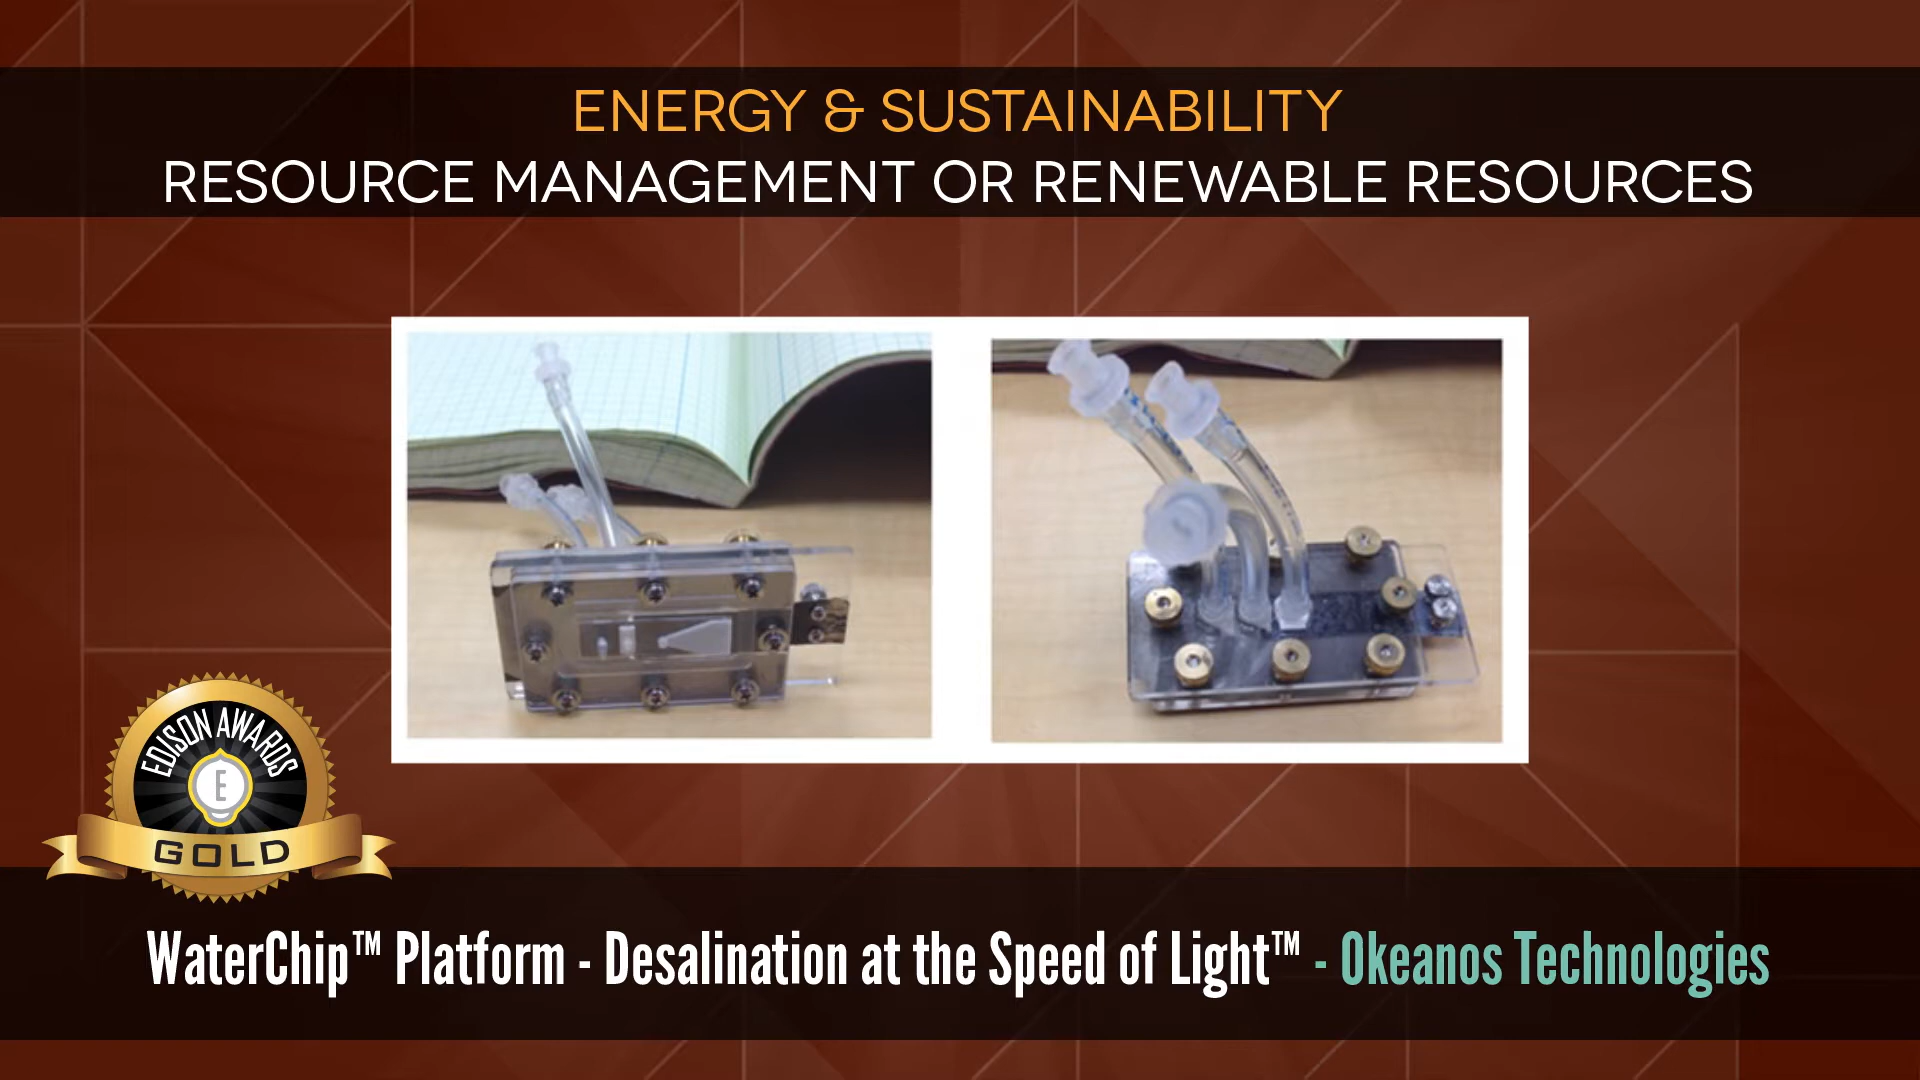 ENERGY & SUSTAINABILITY
RESOURCE MANAGEMENT OR RENEWABLE RESOURCES
EDISON AWARDS
E
GOLD
WaterChip™ Platform - Desalination at the Speed of Light™ - Okeanos Technologies